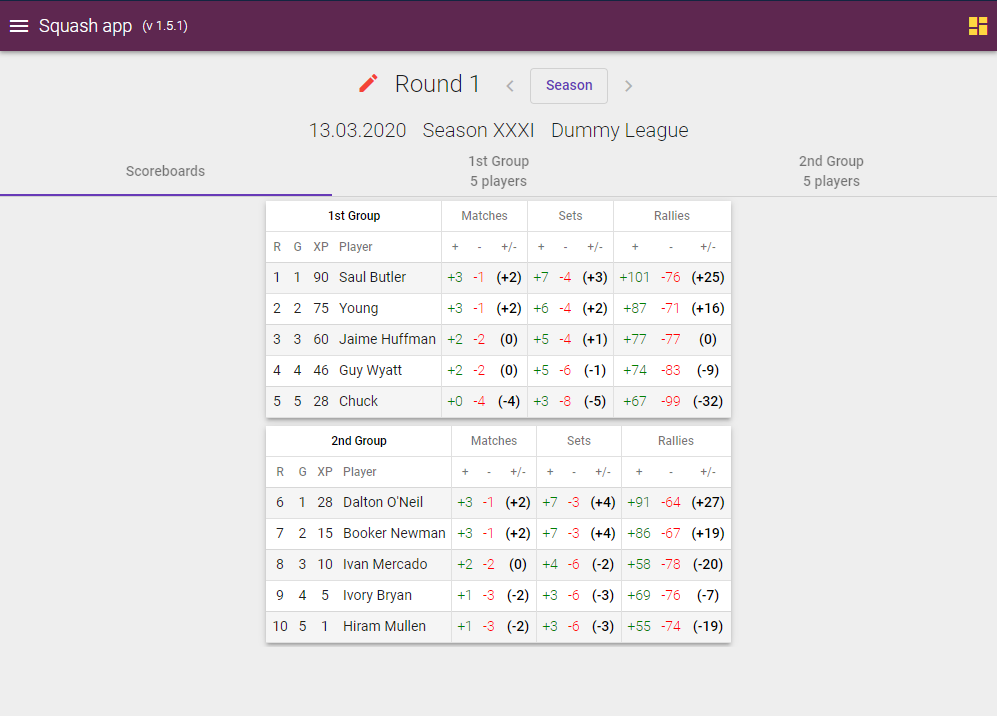 Squash app (v 1.5.1)
Round 1 Season
13.03.2020 Season XXXI Dummy League
Scoreboards
1st Group
5 players
2nd Group
5 players
1st Group Matches Sets Rallies
R G XP Player + - +/- + - +/- + - +/-
1 1 90 Saul Butler +3 -1 (+2) +7 -4 (+3) +101 -76 (+25)
2 2 75 Young +3 -1 (+2) +6 -4 (+2) +87 -71 (+16)
3 3 60 Jaime Huffman +2 -2 (0) +5 -4 (+1) +77 -77 (0)
4 4 46 Guy Wyatt +2 -2 (0) +5 -6 (-1) +74 -83 (-9)
5 5 28 Chuck +0 -4 (-4) +3 -8 (-5) +67 -99 (-32)
2nd Group Matches Sets Rallies
R G XP Player + - +/- + - +/- + - +/-
6 1 28 Dalton O'Neil +3 -1 (+2) +7 -3 (+4) +91 -64 (+27)
7 2 15 Booker Newman +3 -1 (+2) +7 -3 (+4) +86 -67 (+19)
8 3 10 Ivan Mercado +2 -2 (0) +4 -6 (-2) +58 -78 (-20)
9 4 5 Ivory Bryan +1 -3 (-2) +3 -6 (-3) +69 -76 (-7)
10 5 1 Hiram Mullen +1 -3 (-2) +3 -6 (-3) +55 -74 (-19)